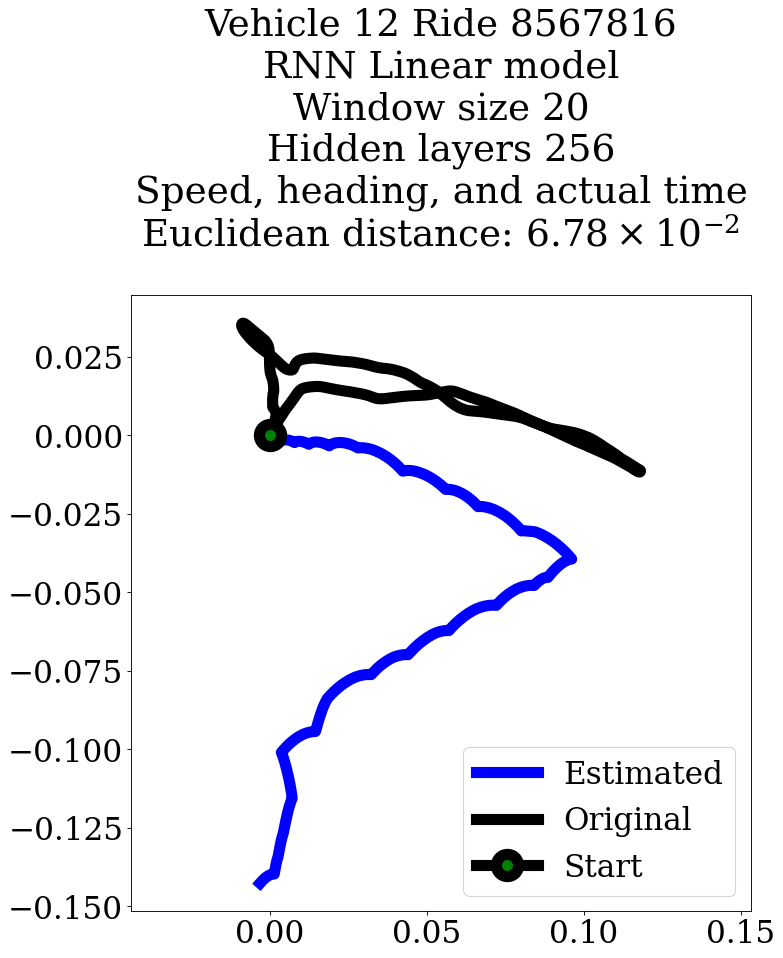 Vehicle 12 Ride 8567816
RNN Linear model
Window size 20
Hidden layers 256
Speed, heading, and actual time
Euclidean distance: 6.78 × 10⁻²
0.025
0.000
−0.025
−0.050
−0.075
−0.100
−0.125
−0.150
Estimated
Original
Start
0.00 0.05 0.10 0.15